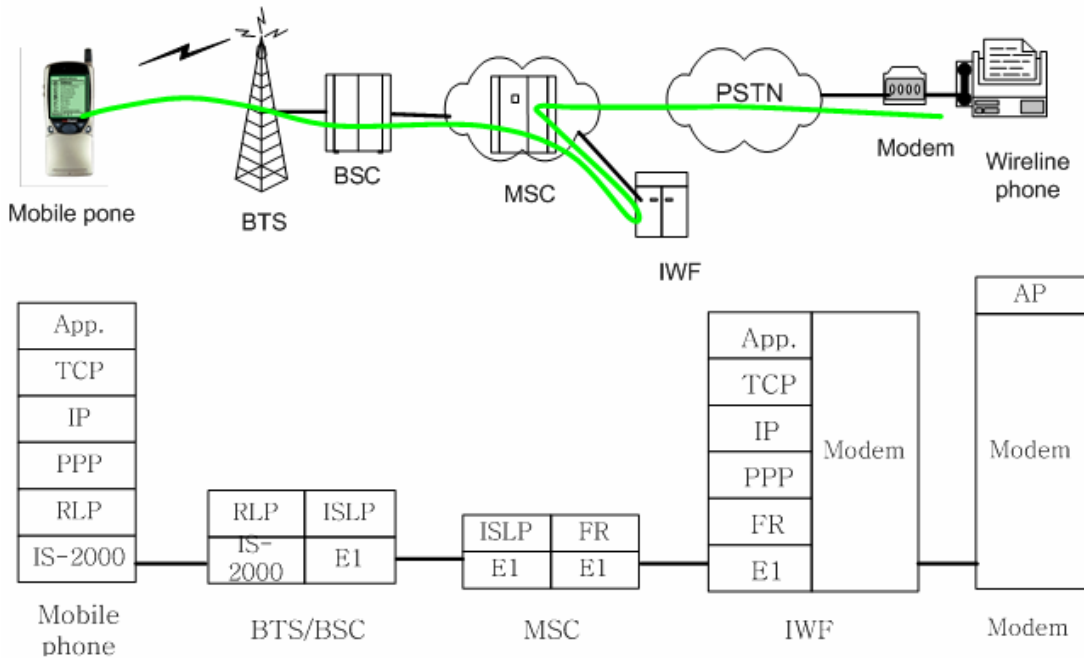 PSTN
Modem
Wireline
phone
BSC
MSC
BTS
Mobile pone
IWF
App.
TCP
IP
PPP
RLP
IS-2000
Mobile
phone
RLP
ISLP
IS-
2000
E1
BTS/BSC
ISLP
FR
E1
E1
MSC
App.
TCP
IP
PPP
FR
E1
Modem
IWF
AP
Modem
Modem